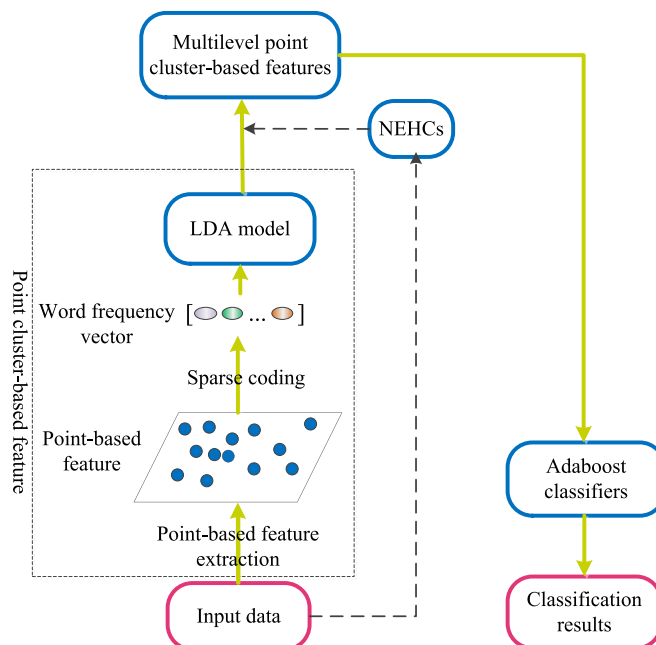 Multilevel point
cluster-based features
NEHCs
LDA model
Point cluster-based feature
Word frequency
vector
[ ... ]
Sparse coding
Point-based
feature
Point-based feature
extraction
Input data
Adaboost
classifiers
Classification
results